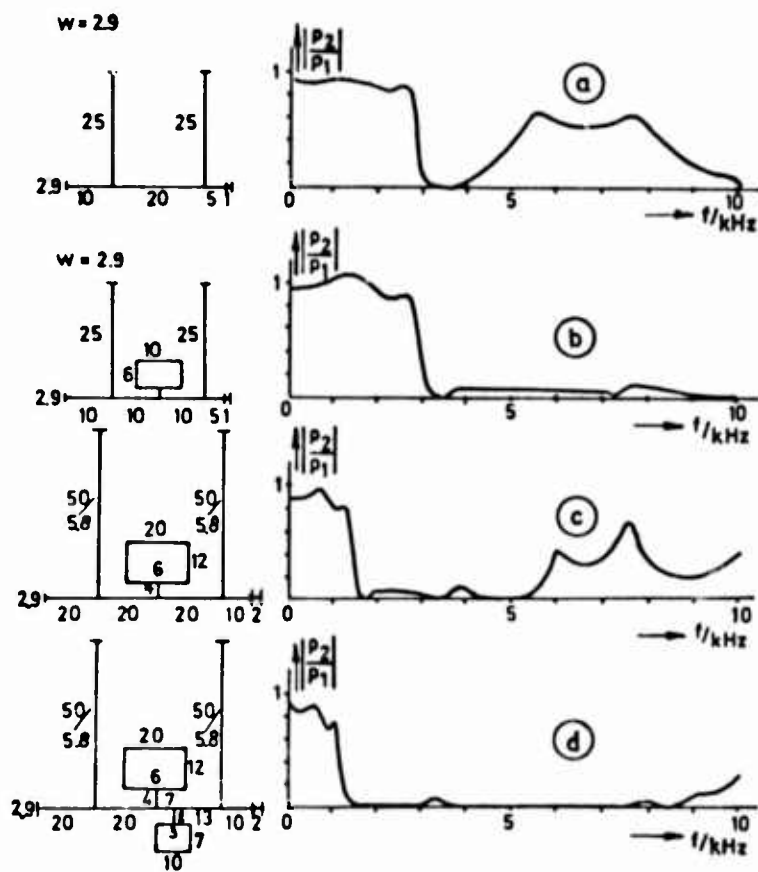 W = 2.9
25 25
2.9
10 20 5 1
|p2/p1|
1
a
0 5 10
f/kHz
W = 2.9
25 25
10
6
2.9
10 10 10 5 1
|p2/p1|
1
b
0 5 10
f/kHz
50/5.8 50/5.8
20
6 12
4
2.9
20 20 20 10 2
|p2/p1|
1
c
0 5 10
f/kHz
50/5.8 50/5.8
20
6 12
4 7
2.9
20 20 13 10 2
3 7
10
|p2/p1|
1
d
0 5 10
f/kHz